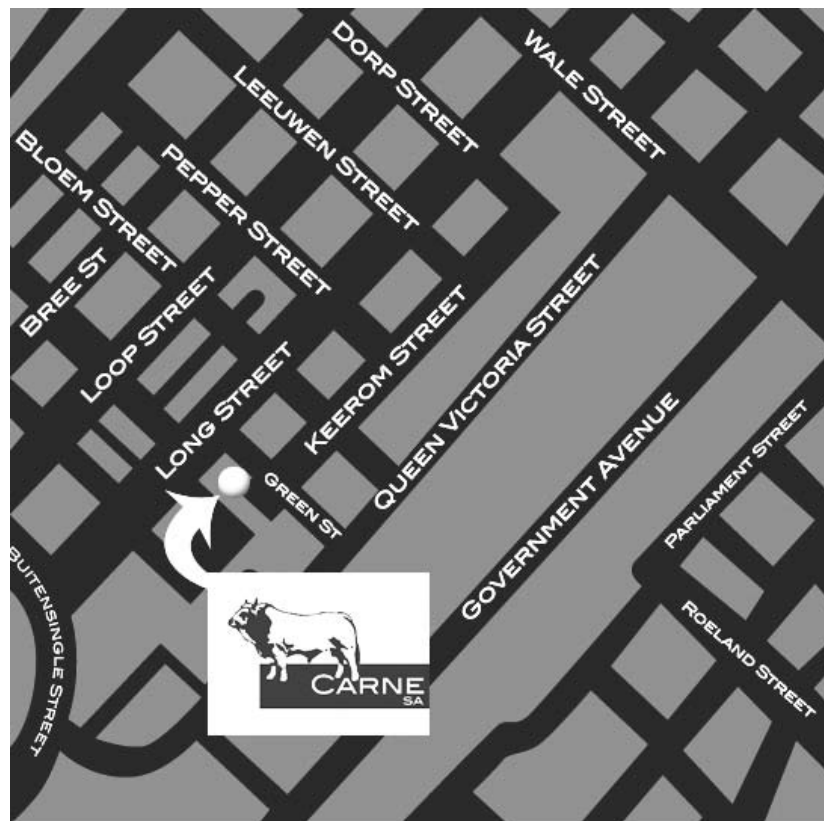 WALE STREET
DORP STREET
LEEUWEN STREET
PEPPER STREET
BLOEM STREET
BREE ST
LOOP STREET
LONG STREET
KEEROM STREET
QUEEN VICTORIA STREET
GREEN ST
GOVERNMENT AVENUE
PARLIAMENT STREET
ROELAND STREET
BUITENSINGLE STREET
CARNE
SA